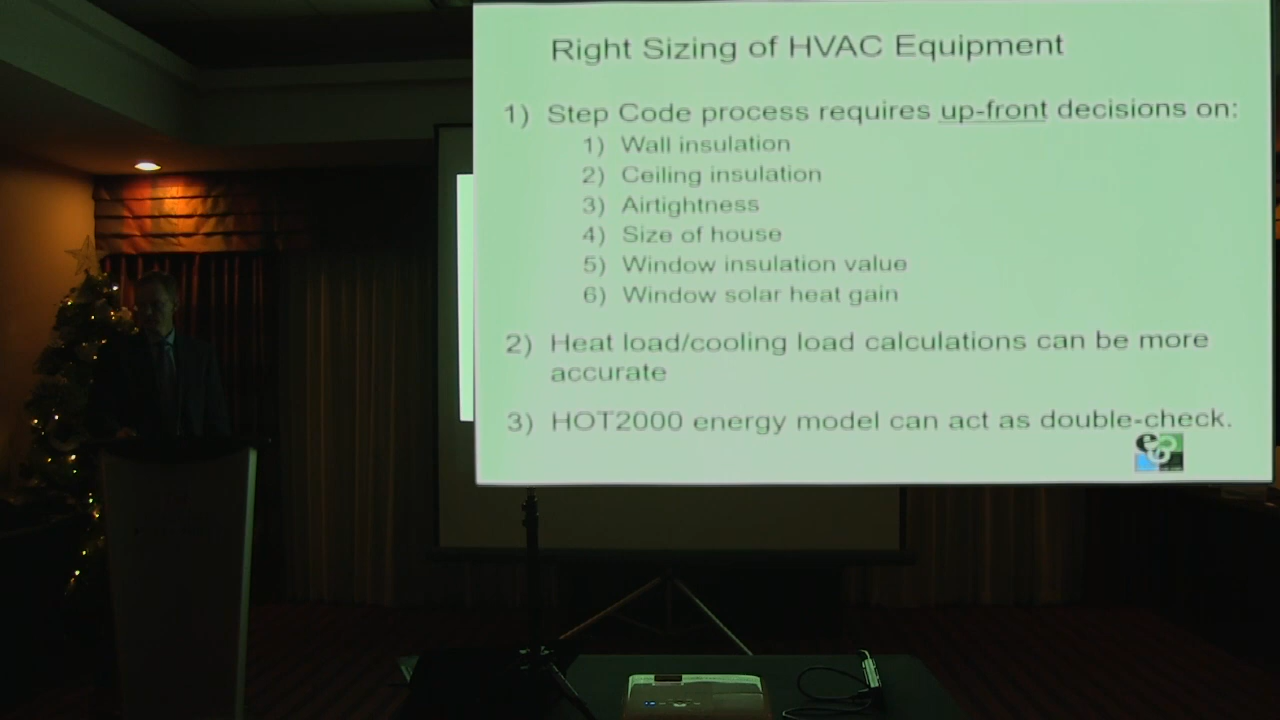 Right Sizing of HVAC Equipment
1) Step Code process requires up-front decisions on:
1) Wall insulation
2) Ceiling insulation
3) Airtightness
4) Size of house
5) Window insulation value
6) Window solar heat gain
2) Heat load/cooling load calculations can be more
accurate
3) HOT2000 energy model can act as double-check.